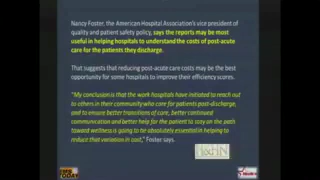 Nancy Foster, the American Hospital Association's vice president of
quality and patient safety policy, says the reports may be most
useful in helping hospitals to understand the costs of post-acute
care for the patients they discharge.
That suggests that reducing post-acute care costs may be the best
opportunity for some hospitals to improve their efficiency scores.
"My conclusion is that the work hospitals have initiated to reach out
to others in their community who care for patients post-discharge,
and to ensure better transitions of care, better continued
communication and better help for the patient to stay on the path
toward wellness is going to be absolutely essential in helping to
reduce that variation in cost," Foster says.
TODAY